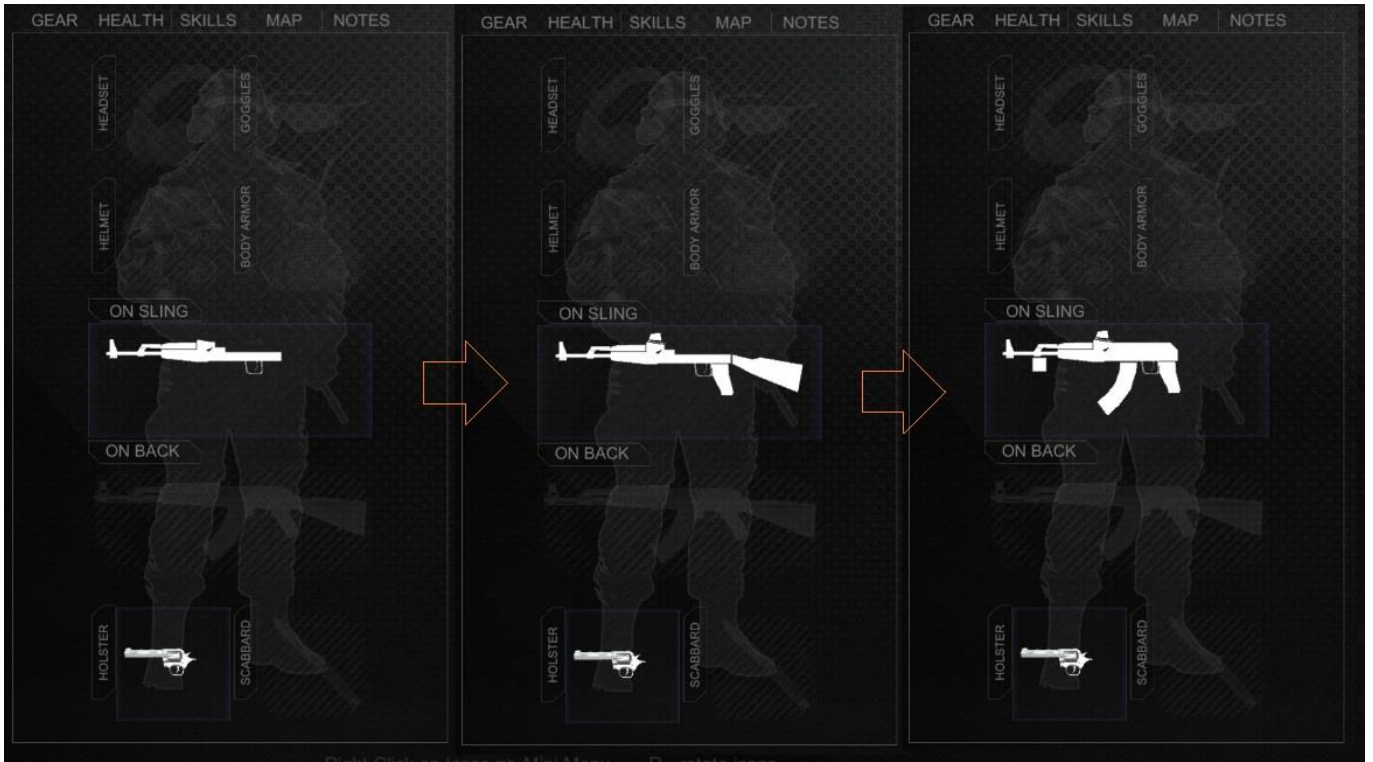 GEAR HEALTH SKILLS MAP NOTES
HEADSET
GOGGLES
HELMET
BODY ARMOR
ON SLING
ON BACK
HOLSTER
SCABBARD
GEAR HEALTH SKILLS MAP NOTES
HEADSET
GOGGLES
HELMET
BODY ARMOR
ON SLING
ON BACK
HOLSTER
SCABBARD
GEAR HEALTH SKILLS MAP NOTES
HEADSET
GOGGLES
HELMET
BODY ARMOR
ON SLING
ON BACK
HOLSTER
SCABBARD